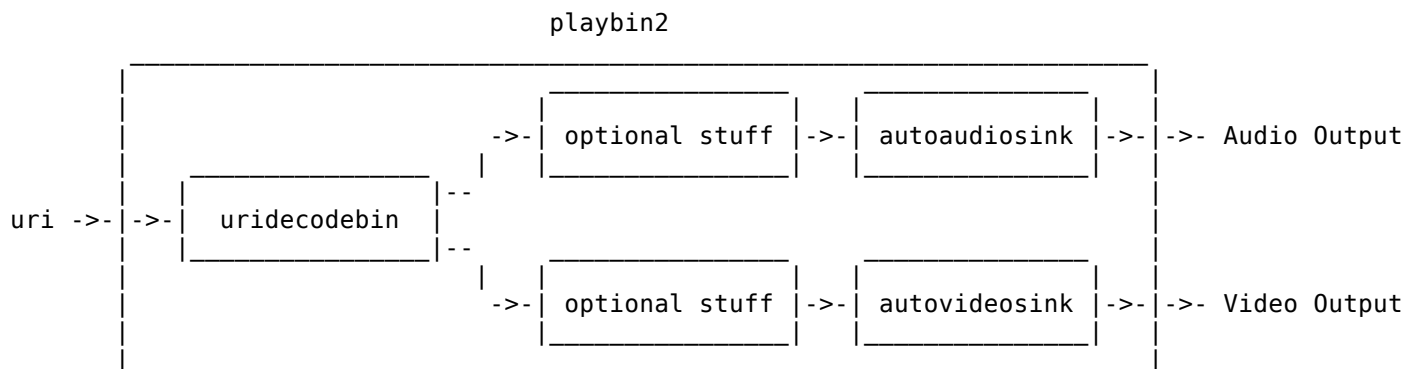 playbin2
->-| optional stuff |->-| autoaudiosink |->-|->- Audio Output
uri ->-|->-| uridecodebin |
->-| optional stuff |->-| autovideosink |->-|->- Video Output